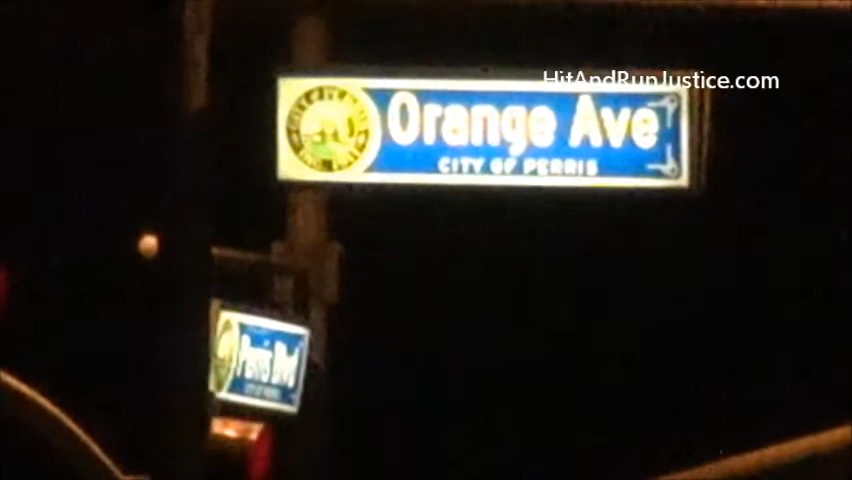 HitAndRunJustice.com
Orange Ave
CITY OF PERRIS
Perris Blvd